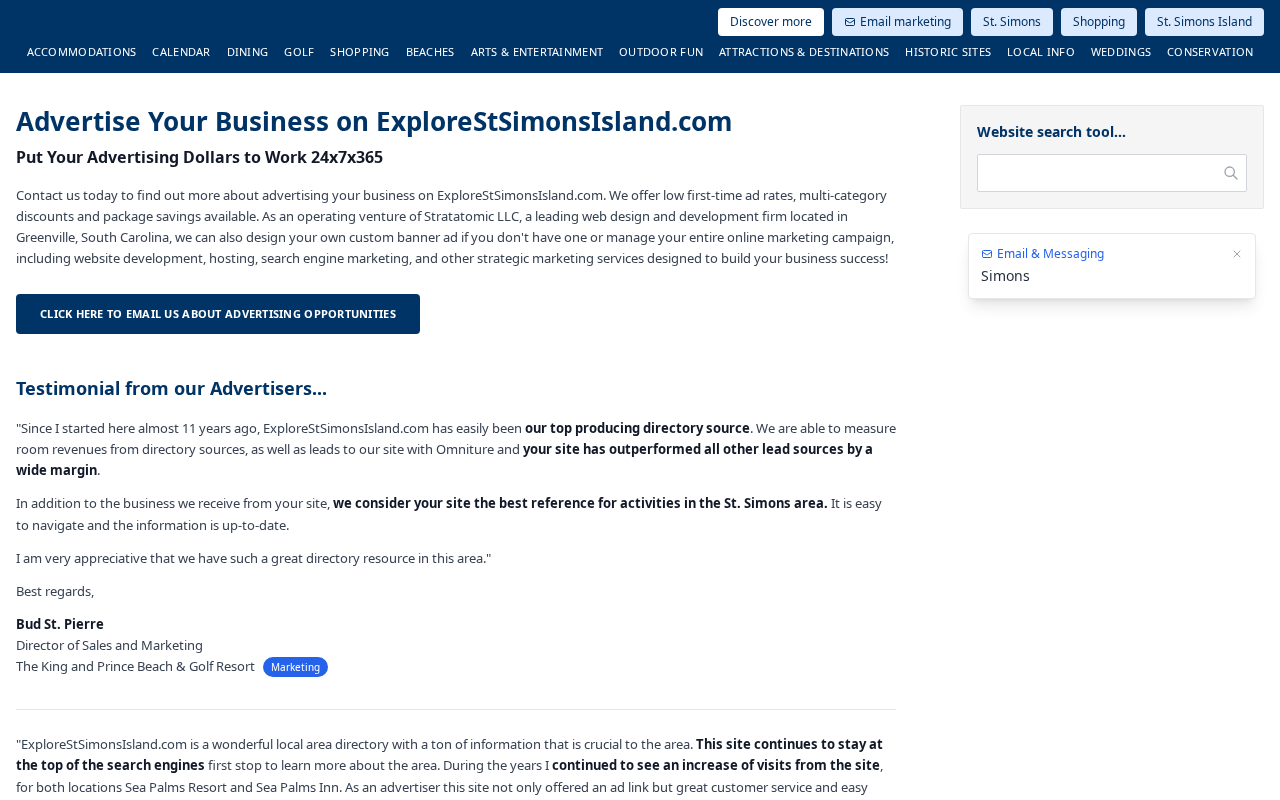 Discover more
Email marketing
St. Simons
Shopping
St. Simons Island
ACCOMMODATIONS CALENDAR DINING GOLF SHOPPING BEACHES ARTS & ENTERTAINMENT OUTDOOR FUN ATTRACTIONS & DESTINATIONS HISTORIC SITES LOCAL INFO WEDDINGS CONSERVATION
Advertise Your Business on ExploreStSimonsIsland.com
Put Your Advertising Dollars to Work 24x7x365
Contact us today to find out more about advertising your business on ExploreStSimonsIsland.com. We offer low first-time ad rates, multi-category
discounts and package savings available. As an operating venture of Stratatomic LLC, a leading web design and development firm located in
Greenville, South Carolina, we can also design your own custom banner ad if you don't have one or manage your entire online marketing campaign,
including website development, hosting, search engine marketing, and other strategic marketing services designed to build your business success!
CLICK HERE TO EMAIL US ABOUT ADVERTISING OPPORTUNITIES
Testimonial from our Advertisers...
"Since I started here almost 11 years ago, ExploreStSimonsIsland.com has easily been our top producing directory source. We are able to measure
room revenues from directory sources, as well as leads to our site with Omniture and your site has outperformed all other lead sources by a
wide margin.
In addition to the business we receive from your site, we consider your site the best reference for activities in the St. Simons area. It is easy
to navigate and the information is up-to-date.
I am very appreciative that we have such a great directory resource in this area."
Best regards,
Bud St. Pierre
Director of Sales and Marketing
The King and Prince Beach & Golf Resort Marketing
"ExploreStSimonsIsland.com is a wonderful local area directory with a ton of information that is crucial to the area. This site continues to stay at
the top of the search engines first stop to learn more about the area. During the years I continued to see an increase of visits from the site,
for both locations Sea Palms Resort and Sea Palms Inn. As an advertiser this site not only offered an ad link but great customer service and easy
Website search tool...
Email & Messaging
Simons